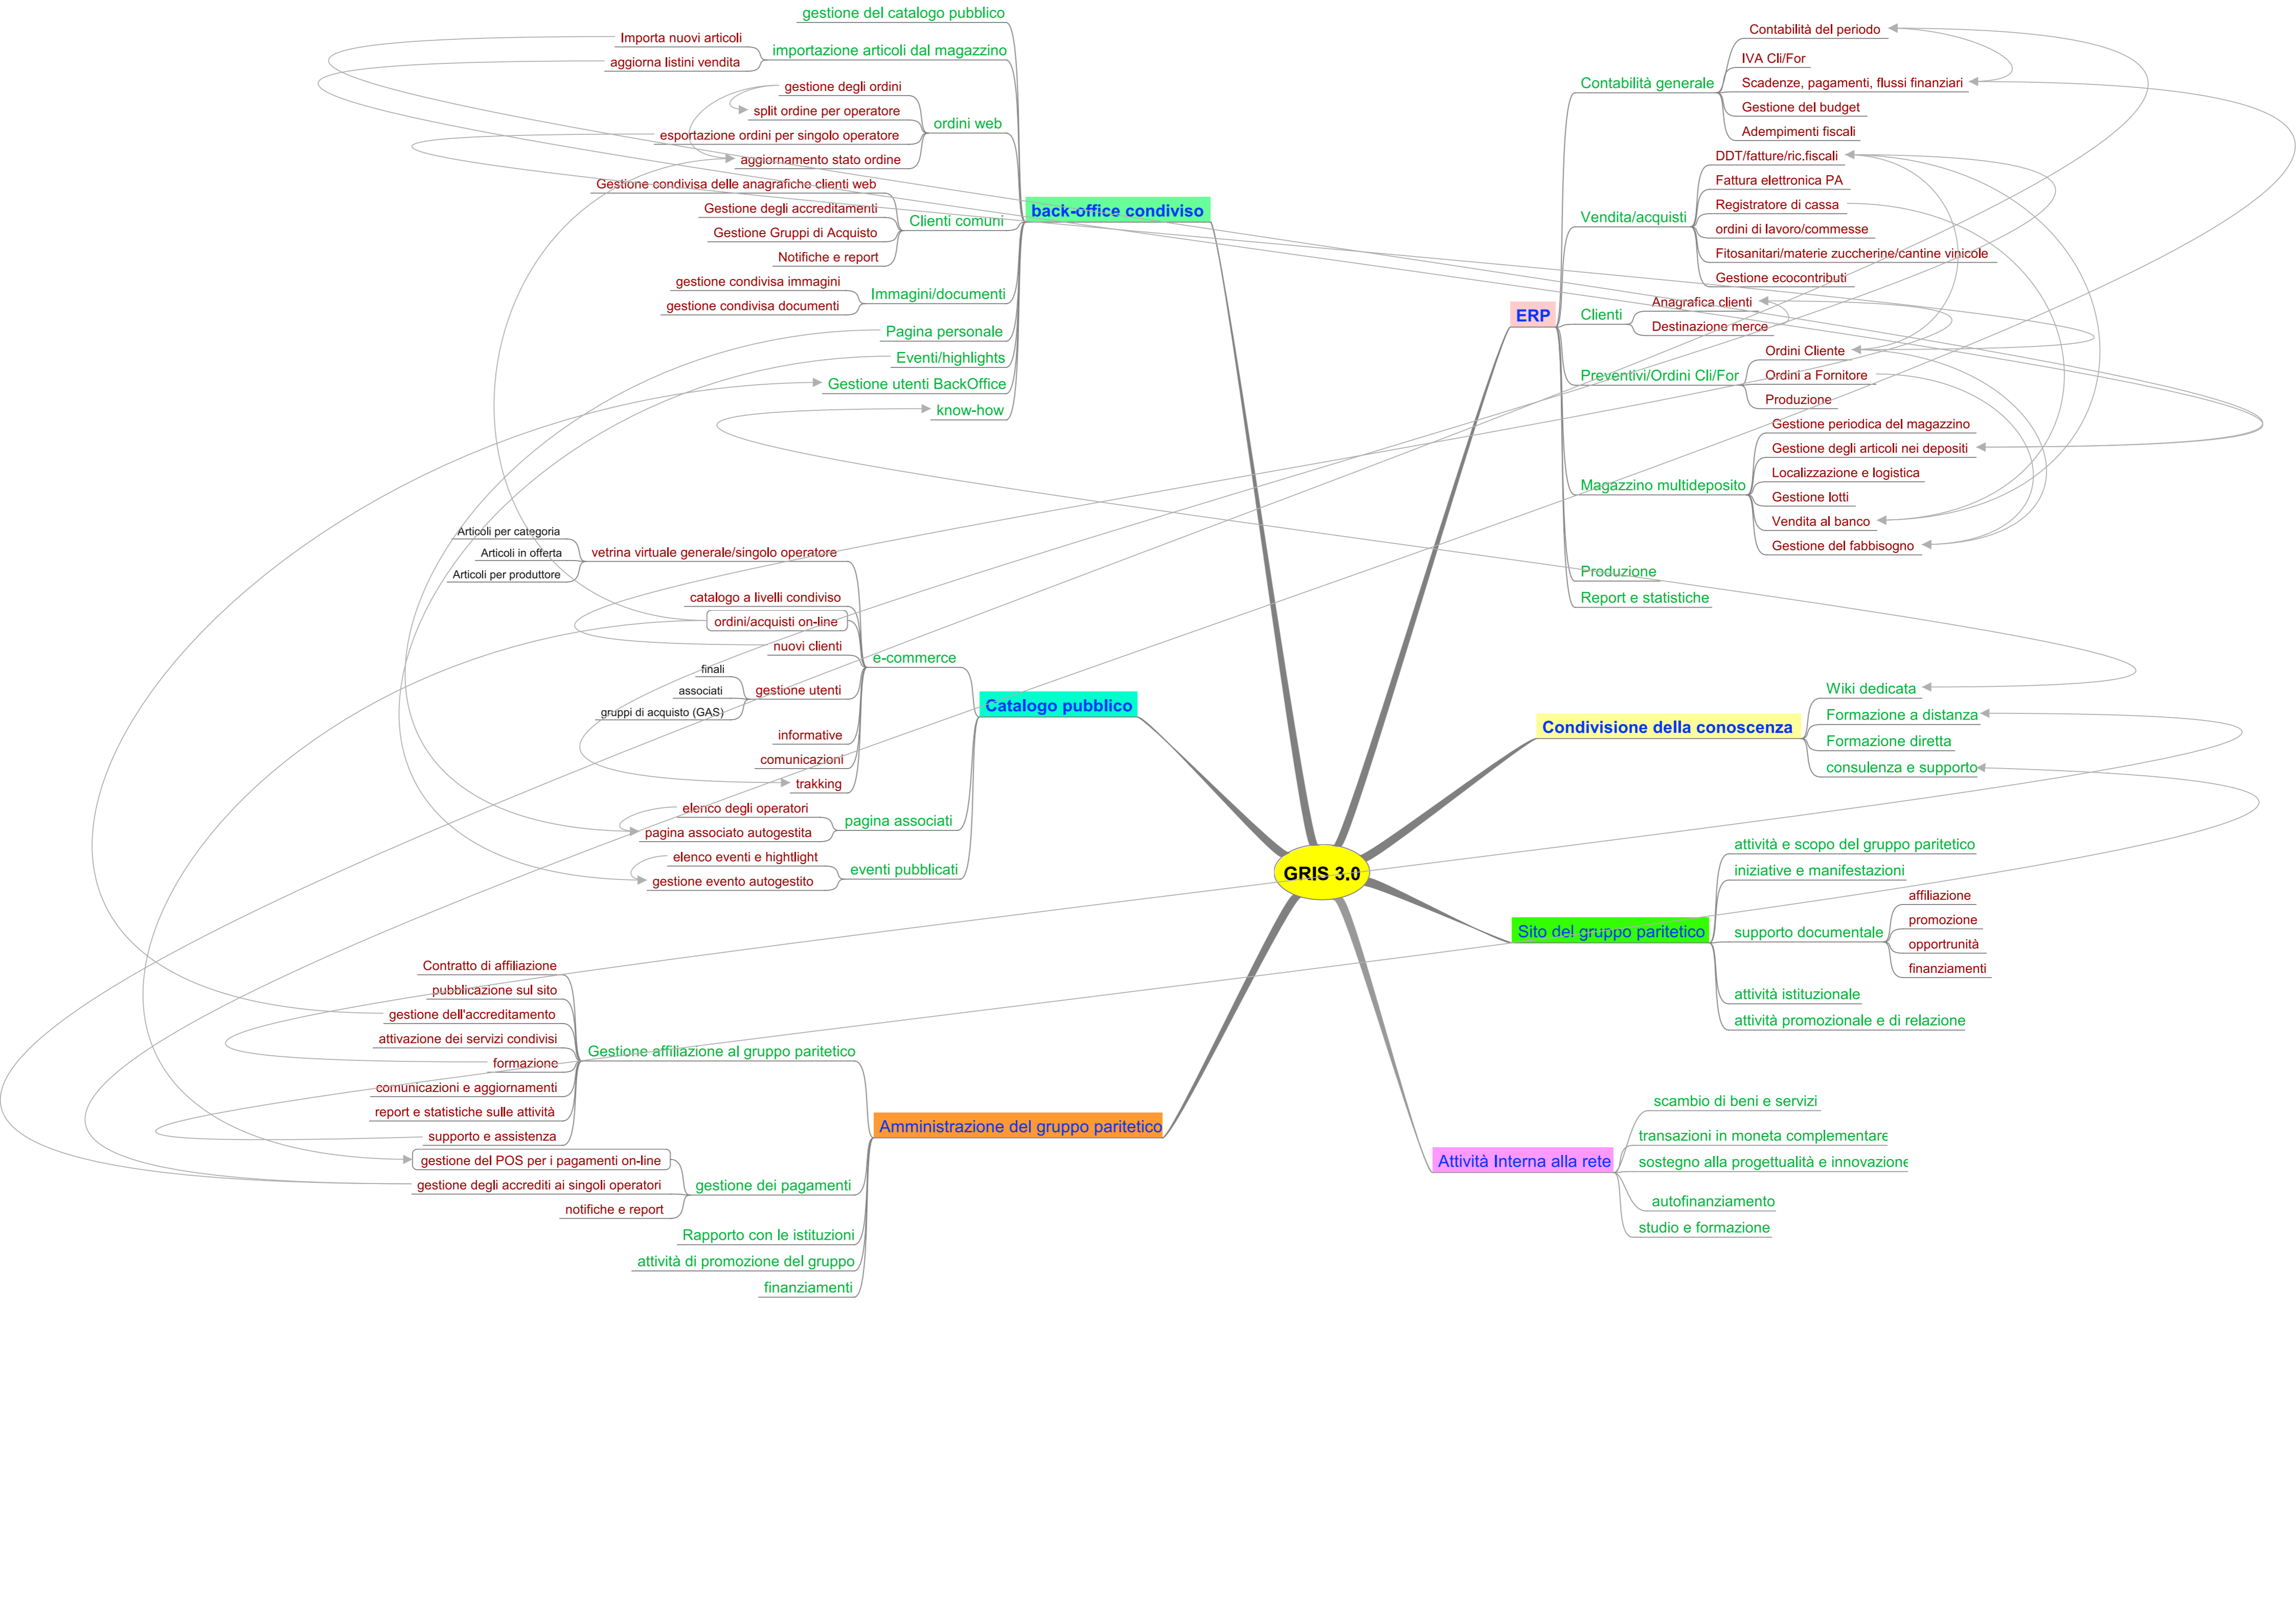 gestione del catalogo pubblico
Importa nuovi articoli
aggiorna listini vendita
importazione articoli dal magazzino
gestione degli ordini
split ordine per operatore
esportazione ordini per singolo operatore
aggiornamento stato ordine
ordini web
Gestione condivisa delle anagrafiche clienti web
Gestione degli accreditamenti
Gestione Gruppi di Acquisto
Notifiche e report
Clienti comuni
gestione condivisa immagini
gestione condivisa documenti
Immagini/documenti
Pagina personale
Eventi/highlights
Gestione utenti BackOffice
know-how
back-office condiviso
Articoli per categoria
Articoli in offerta
Articoli per produttore
vetrina virtuale generale/singolo operatore
catalogo a livelli condiviso
ordini/acquisti on-line
nuovi clienti
finali
associati
gruppi di acquisto (GAS)
gestione utenti
informative
comunicazioni
trakking
e-commerce
elenco degli operatori
pagina associato autogestita
pagina associati
elenco eventi e hightlight
gestione evento autogestito
eventi pubblicati
Catalogo pubblico
Contratto di affiliazione
pubblicazione sul sito
gestione dell'accreditamento
attivazione dei servizi condivisi
formazione
comunicazioni e aggiornamenti
report e statistiche sulle attività
supporto e assistenza
Gestione affiliazione al gruppo paritetico
gestione del POS per i pagamenti on-line
gestione degli accrediti ai singoli operatori
notifiche e report
gestione dei pagamenti
Rapporto con le istituzioni
attività di promozione del gruppo
finanziamenti
Amministrazione del gruppo paritetico
GRIS 3.0
ERP
Contabilità generale
Contabilità del periodo
IVA Cli/For
Scadenze, pagamenti, flussi finanziari
Gestione del budget
Adempimenti fiscali
Vendita/acquisti
DDT/fatture/ric.fiscali
Fattura elettronica PA
Registratore di cassa
ordini di lavoro/commesse
Fitosanitari/materie zuccherine/cantine vinicole
Gestione ecocontributi
Clienti
Anagrafica clienti
Destinazione merce
Preventivi/Ordini Cli/For
Ordini Cliente
Ordini a Fornitore
Produzione
Magazzino multideposito
Gestione periodica del magazzino
Gestione degli articoli nei depositi
Localizzazione e logistica
Gestione lotti
Vendita al banco
Gestione del fabbisogno
Produzione
Report e statistiche
Condivisione della conoscenza
Wiki dedicata
Formazione a distanza
Formazione diretta
consulenza e supporto
Sito del gruppo paritetico
attività e scopo del gruppo paritetico
iniziative e manifestazioni
supporto documentale
affiliazione
promozione
opportrunità
finanziamenti
attività istituzionale
attività promozionale e di relazione
Attività Interna alla rete
scambio di beni e servizi
transazioni in moneta complementare
sostegno alla progettualità e innovazione
autofinanziamento
studio e formazione